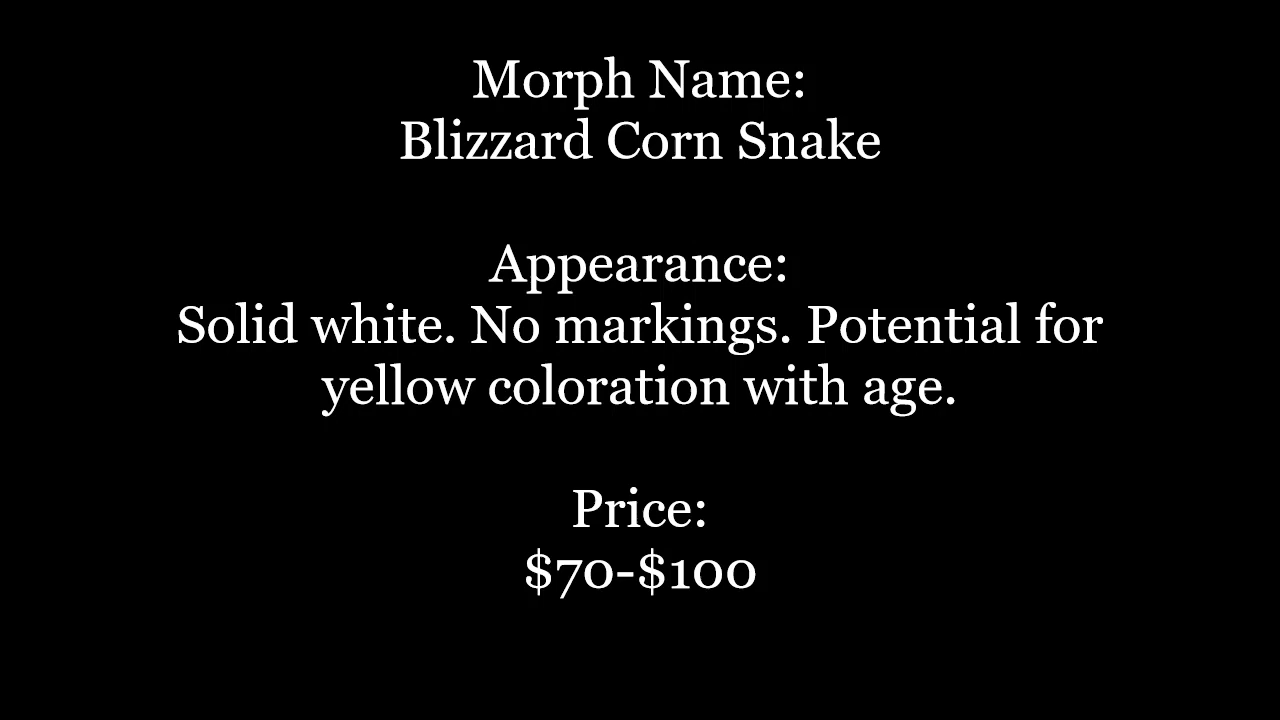 Morph Name:
Blizzard Corn Snake
Appearance:
Solid white. No markings. Potential for
yellow coloration with age.
Price:
$70-$100